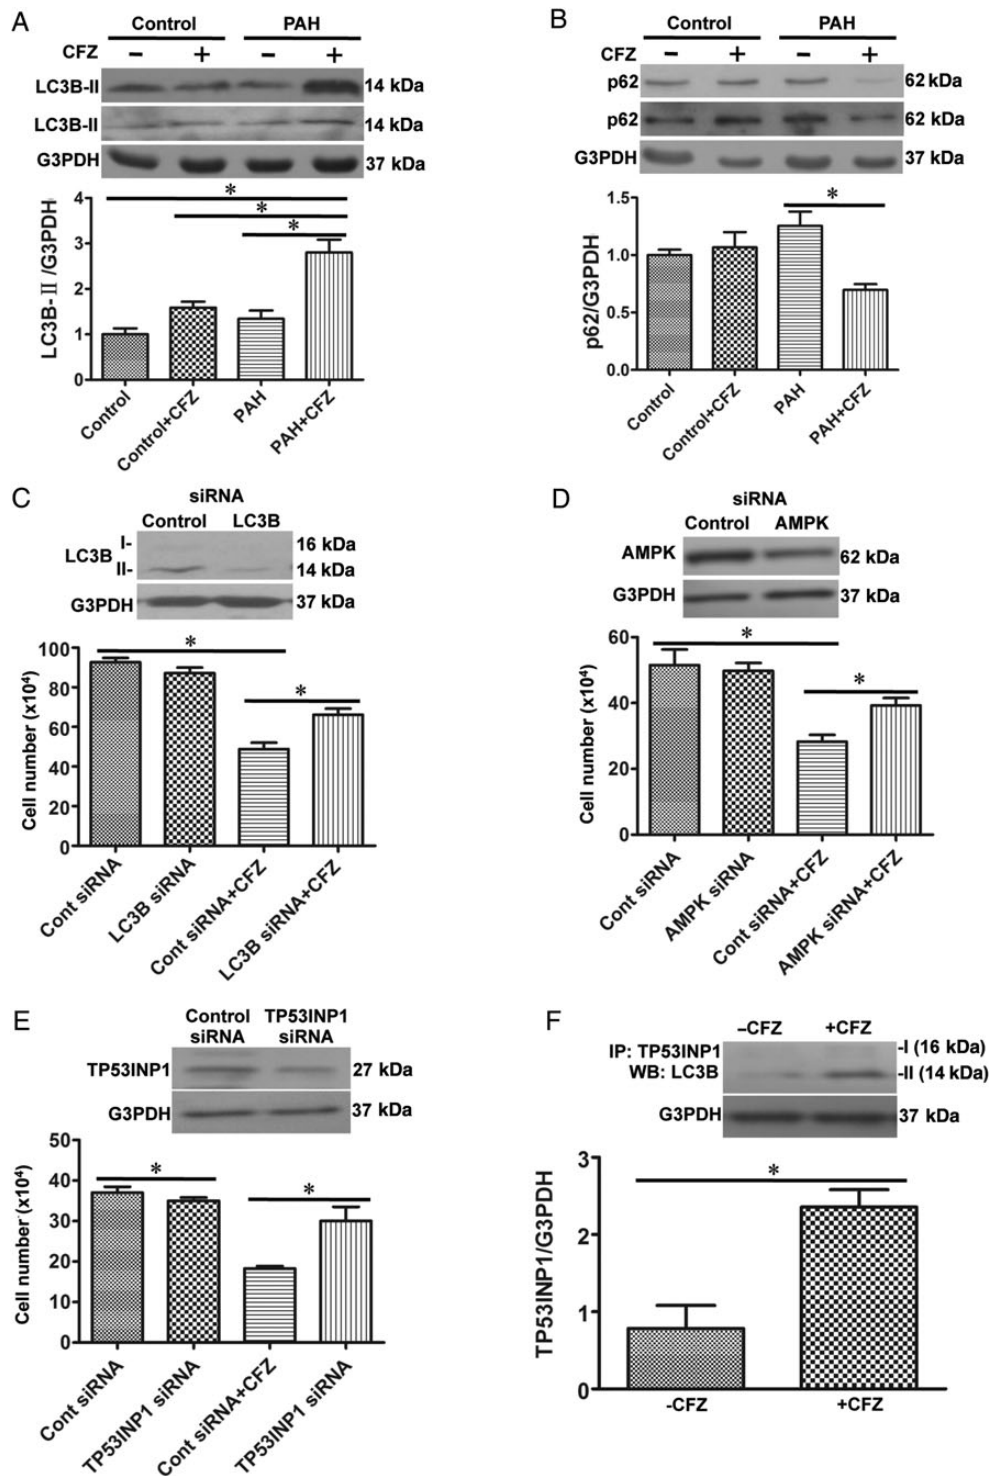 A
Control PAH
CFZ − + − +
LC3B-II 14 kDa
LC3B-II 14 kDa
G3PDH 37 kDa
LC3B-II/G3PDH
4
3
2
1
0
* * *
Control Control+CFZ PAH PAH+CFZ
B
Control PAH
CFZ − + − +
p62 62 kDa
p62 62 kDa
G3PDH 37 kDa
p62/G3PDH
1.5
1.0
0.5
0.0
*
Control Control+CFZ PAH PAH+CFZ
C
siRNA
Control LC3B
LC3B I- 16 kDa
II- 14 kDa
G3PDH 37 kDa
Cell number (x10⁴)
100
80
60
40
20
0
* *
Cont siRNA LC3B siRNA Cont siRNA+CFZ LC3B siRNA+CFZ
D
siRNA
Control AMPK
AMPK 62 kDa
G3PDH 37 kDa
Cell number (x10⁴)
60
40
20
0
* *
Cont siRNA AMPK siRNA Cont siRNA+CFZ AMPK siRNA+CFZ
E
Control TP53INP1
siRNA siRNA
TP53INP1 27 kDa
G3PDH 37 kDa
Cell number (x10⁴)
50
40
30
20
10
0
* *
Cont siRNA TP53INP1 siRNA Cont siRNA+CFZ TP53INP1 siRNA
F
–CFZ +CFZ
IP: TP53INP1 -I (16 kDa)
WB: LC3B -II (14 kDa)
G3PDH 37 kDa
TP53INP1/G3PDH
3
2
1
0
*
-CFZ +CFZ